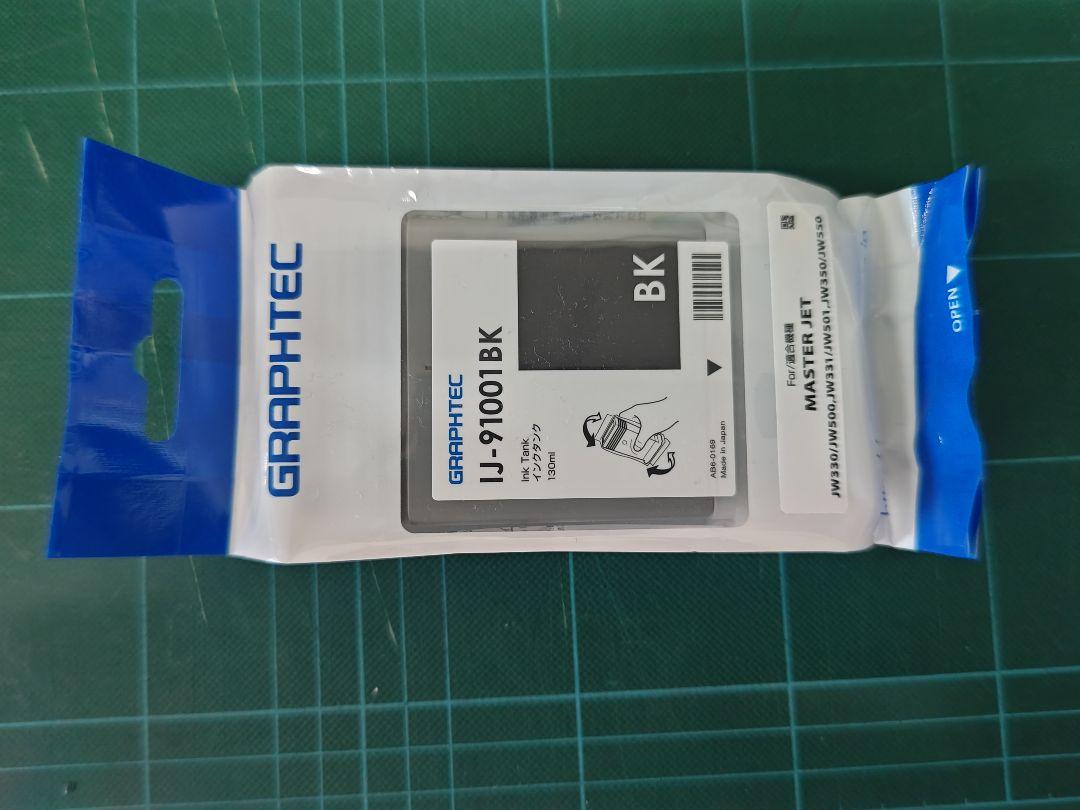 GRAPHTEC
GRAPHTEC
IJ-91001BK
Ink Tank
インクタンク
130ml
BK
AB6-0169
Made in Japan
For/適合機種
MASTER JET
JW330/JW500,JW331/JW501,JW350/JW550
OPEN